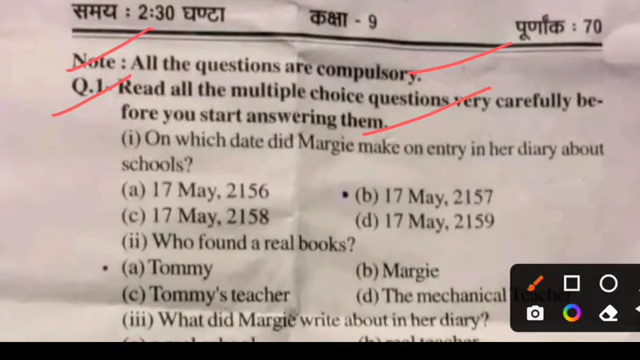 समय : 2:30 घण्टा कक्षा - 9 पूर्णांक : 70
Note : All the questions are compulsory.
Q.1- Read all the multiple choice questions very carefully be-
fore you start answering them.
(i) On which date did Margie make on entry in her diary about
schools?
(a) 17 May, 2156 (b) 17 May, 2157
(c) 17 May, 2158 (d) 17 May, 2159
(ii) Who found a real books?
(a) Tommy (b) Margie
(c) Tommy's teacher (d) The mechanical
(iii) What did Margie write about in her diary?